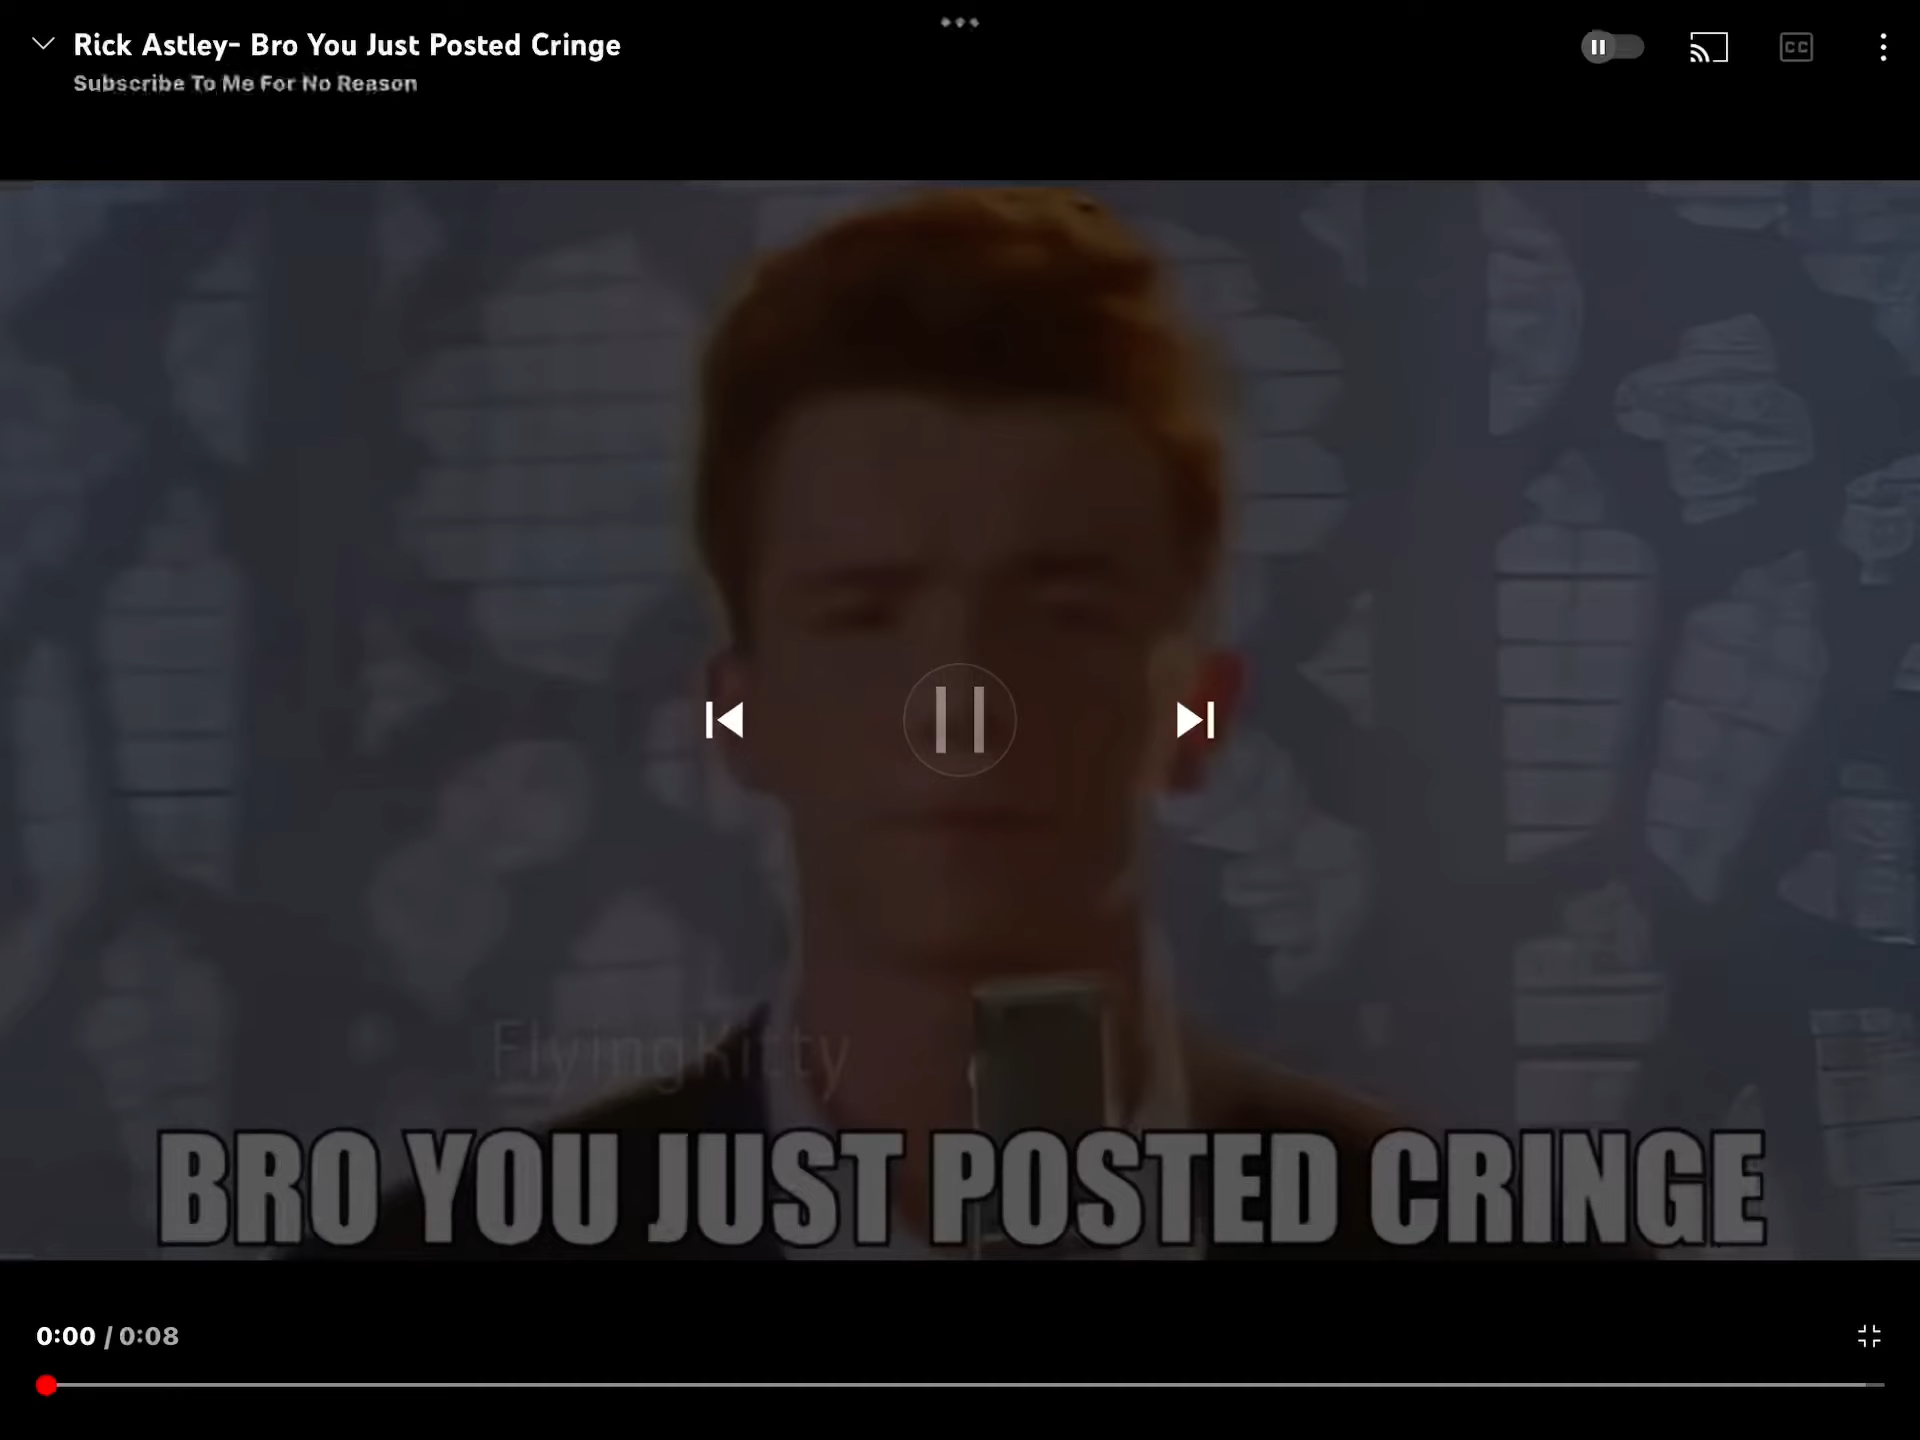 Rick Astley- Bro You Just Posted Cringe
Subscribe To Me For No Reason
CC
FlyingKitty
BRO YOU JUST POSTED CRINGE
0:00 / 0:08